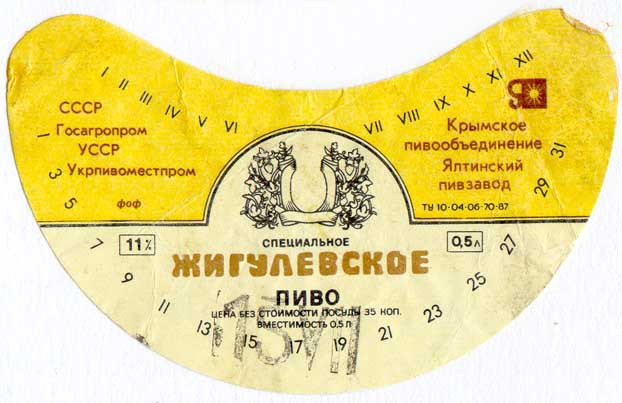 I II III IV V VI VII VIII IX X XI XII
СССР
Госагропром
УССР
Укрпивоместпром
фоф
Я
Крымское
пивообъединение
Ялтинский
пивзавод
ТУ 10-04-06-70-87
11%
0,5л
СПЕЦИАЛЬНОЕ
ЖИГУЛЕВСКОЕ
ПИВО
ЦЕНА БЕЗ СТОИМОСТИ ПОСУДЫ 35 КОП.
ВМЕСТИМОСТЬ 0,5 Л
1 3 5 7 9 11 13 15 17 19 21 23 25 27 29 31